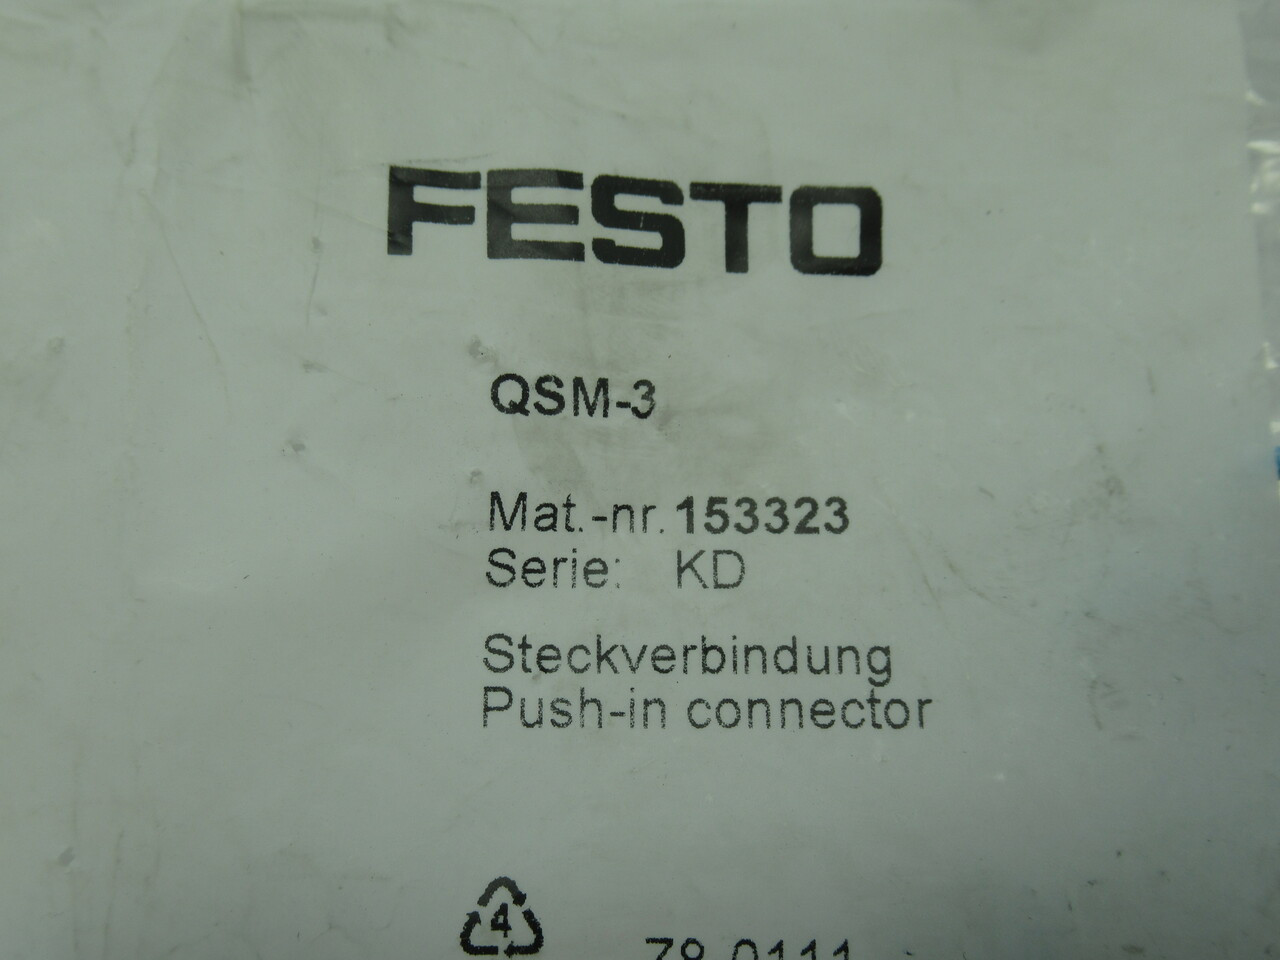 FESTO
QSM-3
Mat.-nr. 153323
Serie: KD
Steckverbindung
Push-in connector
4